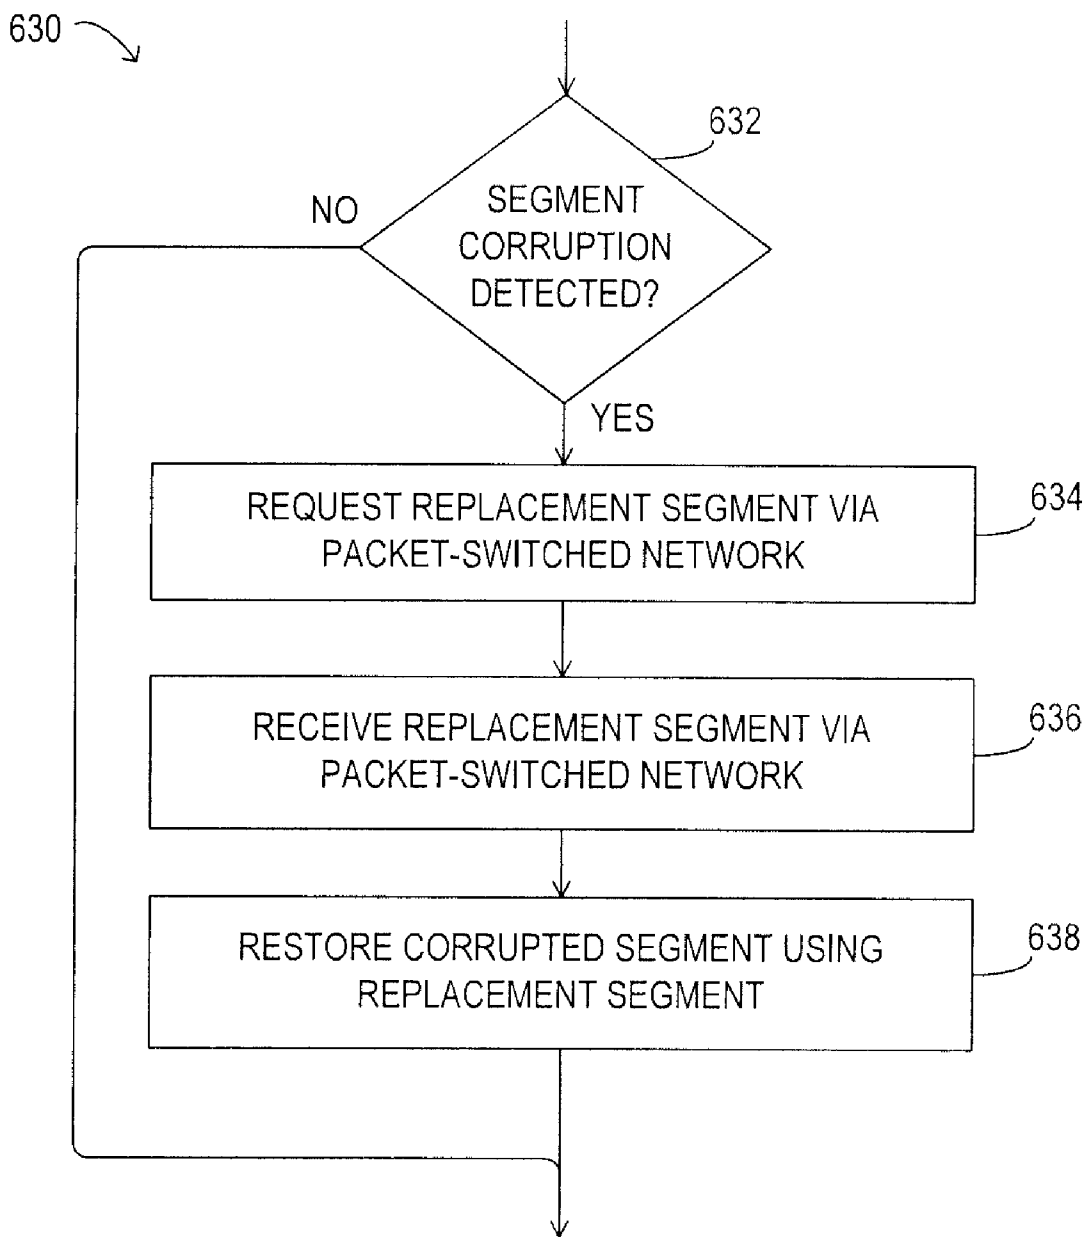 630
632
NO
SEGMENT
CORRUPTION
DETECTED?
YES
REQUEST REPLACEMENT SEGMENT VIA
PACKET-SWITCHED NETWORK
634
RECEIVE REPLACEMENT SEGMENT VIA
PACKET-SWITCHED NETWORK
636
RESTORE CORRUPTED SEGMENT USING
REPLACEMENT SEGMENT
638